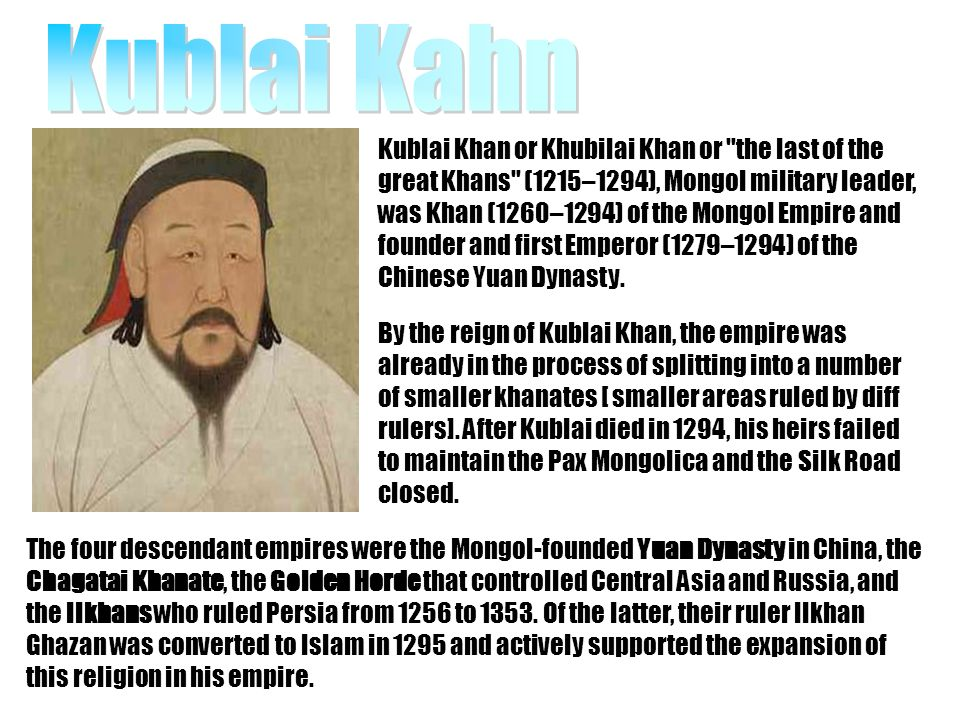 Kublai Kahn
Kublai Khan or Khubilai Khan or "the last of the
great Khans" (1215–1294), Mongol military leader,
was Khan (1260–1294) of the Mongol Empire and
founder and first Emperor (1279–1294) of the
Chinese Yuan Dynasty.
By the reign of Kublai Khan, the empire was
already in the process of splitting into a number
of smaller khanates [ smaller areas ruled by diff
rulers]. After Kublai died in 1294, his heirs failed
to maintain the Pax Mongolica and the Silk Road
closed.
The four descendant empires were the Mongol-founded Yuan Dynasty in China, the
Chagatai Khanate, the Golden Horde that controlled Central Asia and Russia, and
the Ilkhans who ruled Persia from 1256 to 1353. Of the latter, their ruler Ilkhan
Ghazan was converted to Islam in 1295 and actively supported the expansion of
this religion in his empire.